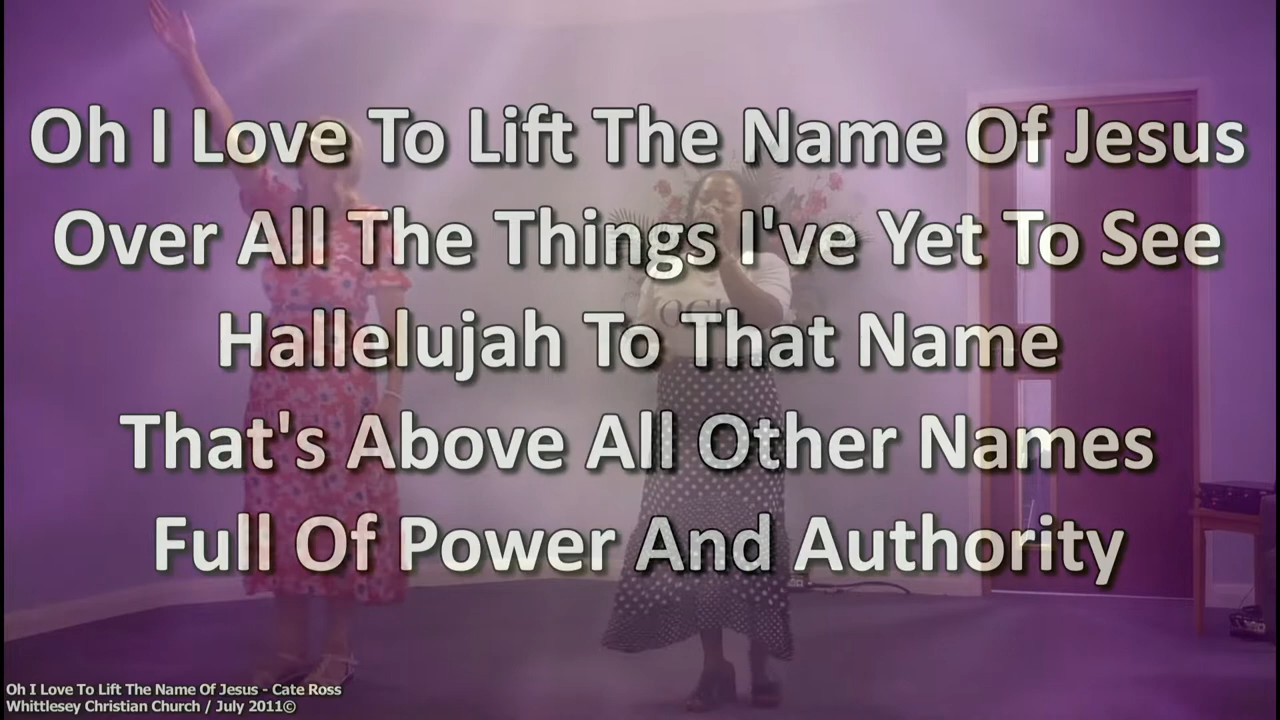 Oh I Love To Lift The Name Of Jesus
Over All The Things I've Yet To See
Hallelujah To That Name
That's Above All Other Names
Full Of Power And Authority
Oh I Love To Lift The Name Of Jesus - Cate Ross
Whittlesey Christian Church / July 2011©